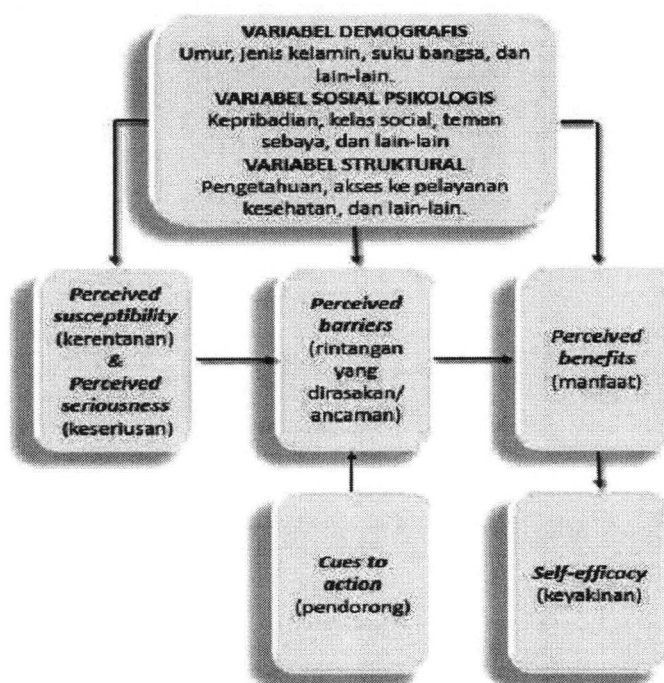 VARIABEL DEMOGRAFIS
Umur, jenis kelamin, suku bangsa, dan
lain-lain.
VARIABEL SOSIAL PSIKOLOGIS
Kepribadian, kelas social, teman
sebaya, dan lain-lain
VARIABEL STRUKTURAL
Pengetahuan, akses ke pelayanan
kesehatan, dan lain-lain.
Perceived
susceptibility
(kerentanan)
&
Perceived
seriousness
(keseriusan)
Perceived
barriers
(rintangan
yang
dirasakan/
ancaman)
Perceived
benefits
(manfaat)
Cues to
action
(pendorong)
Self-efficacy
(keyakinan)